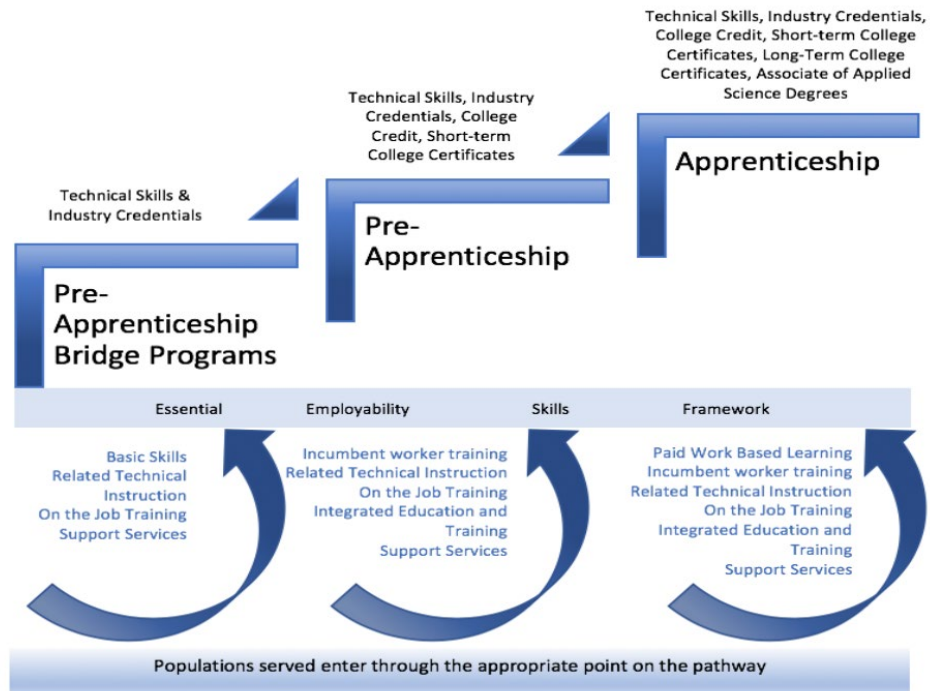 Technical Skills, Industry Credentials,
College Credit, Short-term College
Certificates, Long-Term College
Certificates, Associate of Applied
Science Degrees
Apprenticeship
Technical Skills, Industry
Credentials, College
Credit, Short-term
College Certificates
Pre-
Apprenticeship
Technical Skills &
Industry Credentials
Pre-
Apprenticeship
Bridge Programs
Essential Employability Skills Framework
Basic Skills
Related Technical
Instruction
On the Job Training
Support Services
Incumbent worker training
Related Technical Instruction
On the Job Training
Integrated Education and
Training
Support Services
Paid Work Based Learning
Incumbent worker training
Related Technical Instruction
On the Job Training
Integrated Education and
Training
Support Services
Populations served enter through the appropriate point on the pathway